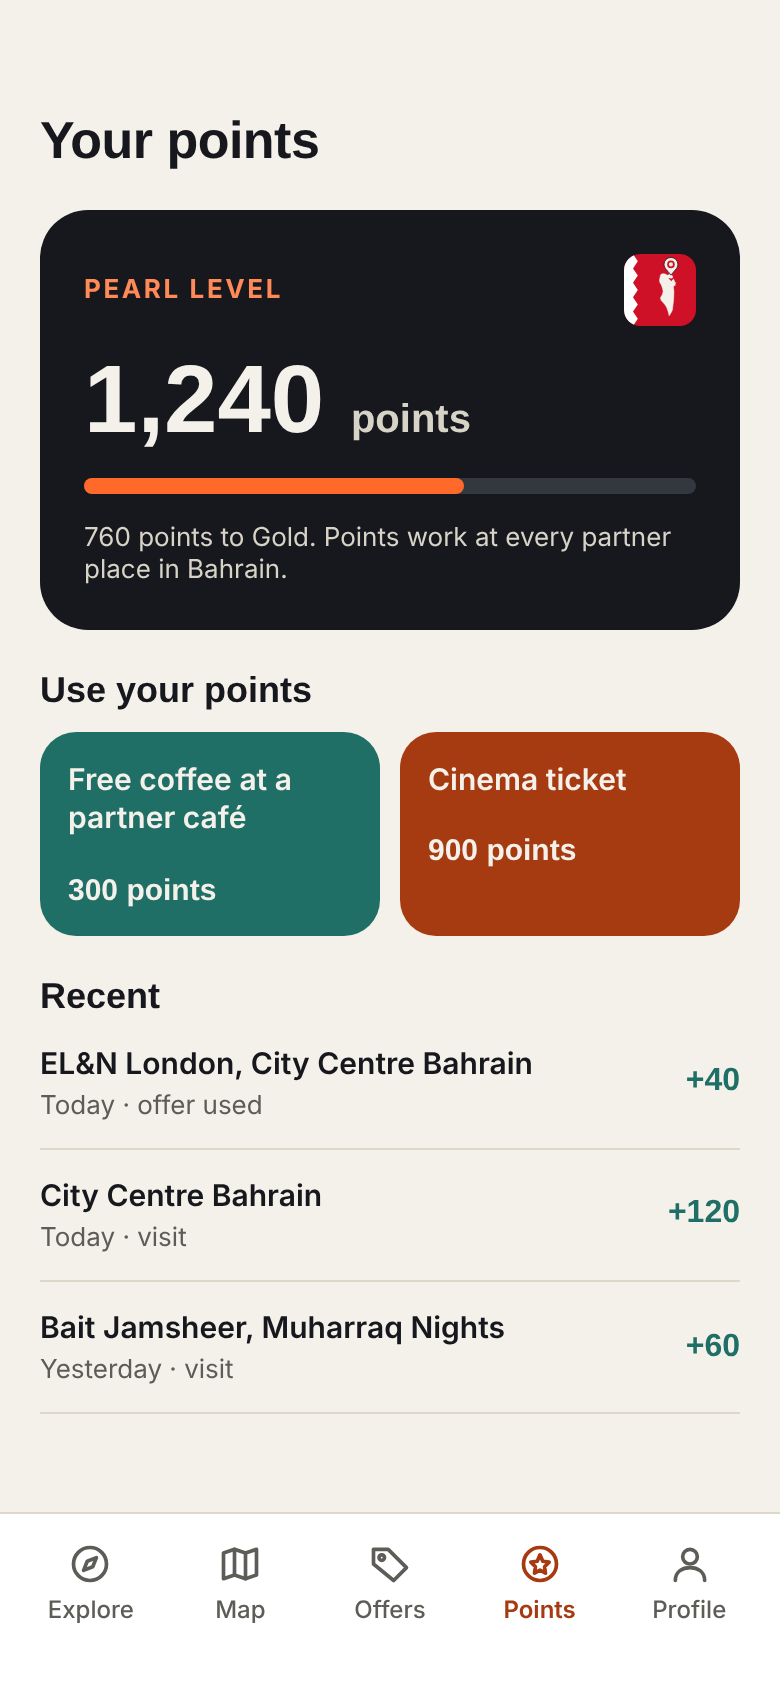 Your points
PEARL LEVEL
1,240 points
760 points to Gold. Points work at every partner
place in Bahrain.
Use your points
Free coffee at a
partner café
300 points
Cinema ticket
900 points
Recent
EL&N London, City Centre Bahrain
Today · offer used
+40
City Centre Bahrain
Today · visit
+120
Bait Jamsheer, Muharraq Nights
Yesterday · visit
+60
Explore
Map
Offers
Points
Profile